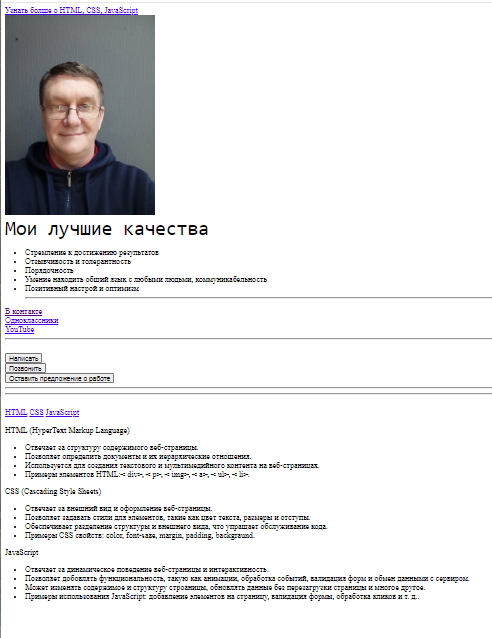 Узнать больше о HTML, CSS, JavaScript
Мои лучшие качества
Стремление к достижению результатов
Отзывчивость и толерантность
Порядочность
Умение находить общий язык с любыми людьми, коммуникабельность
Позитивный настрой и оптимизм
В контакте
Одноклассники
YouTube
Написать
Позвонить
Оставить предложение о работе
HTML CSS JavaScript
HTML (HyperText Markup Language)
Отвечает за структуру содержимого веб-страницы.
Позволяет определить документы и их иерархические отношения.
Используется для создания текстового и мультимедийного контента на веб-страницах.
Примеры элементов HTML:< div>, < p>, < img>, < a>, < ul>, < li>.
CSS (Cascading Style Sheets)
Отвечает за внешний вид и оформление веб-страницы.
Позволяет задавать стили для элементов, такие как цвет текста, размеры и отступы.
Обеспечивает разделение структуры и внешнего вида, что упращает обслуживание кода.
Примеры CSS свойств: color, font-saze, margin, padding, background.
JavaScript
Отвечает за динамическое поведение веб-страницы и интерактивность.
Позволяет добовлять функциональность, такую как анимации, обработка событий, валидация форм и обмен данными с сервером.
Может изменять содержимое и структуру строаницы, обновлять данные без перезагрузки страницы и многое другое.
Примеры использования JavaScript: добавление элементов на страницу, валидация формы, обработка кликов и т. д..